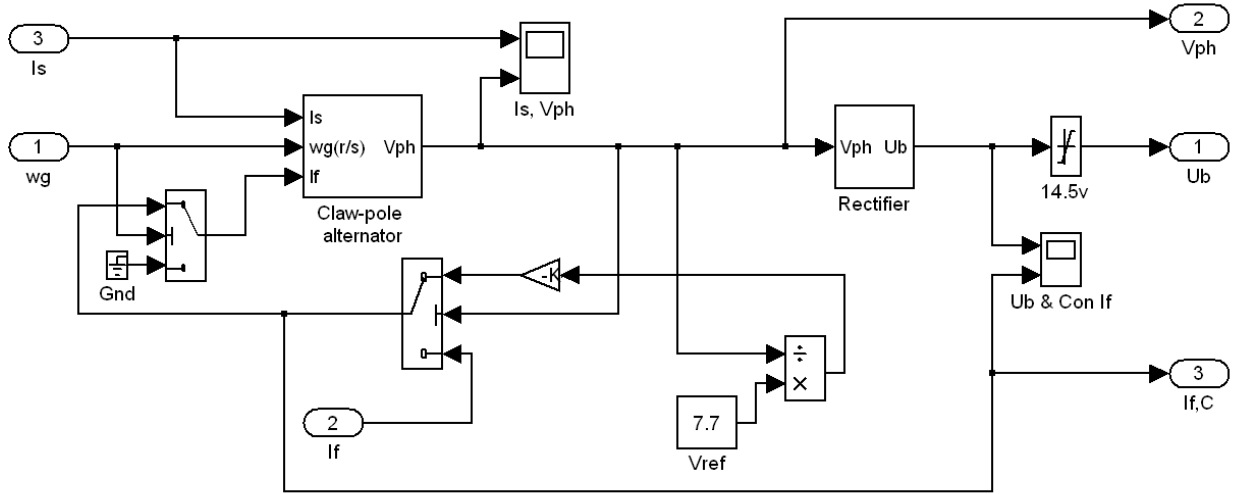 3
Is
1
wg
Is
wg(r/s)
If
Vph
Claw-pole
alternator
Is, Vph
Gnd
2
If
-K
÷
×
7.7
Vref
Vph
Ub
Rectifier
14.5v
Ub & Con If
2
Vph
1
Ub
3
If,C